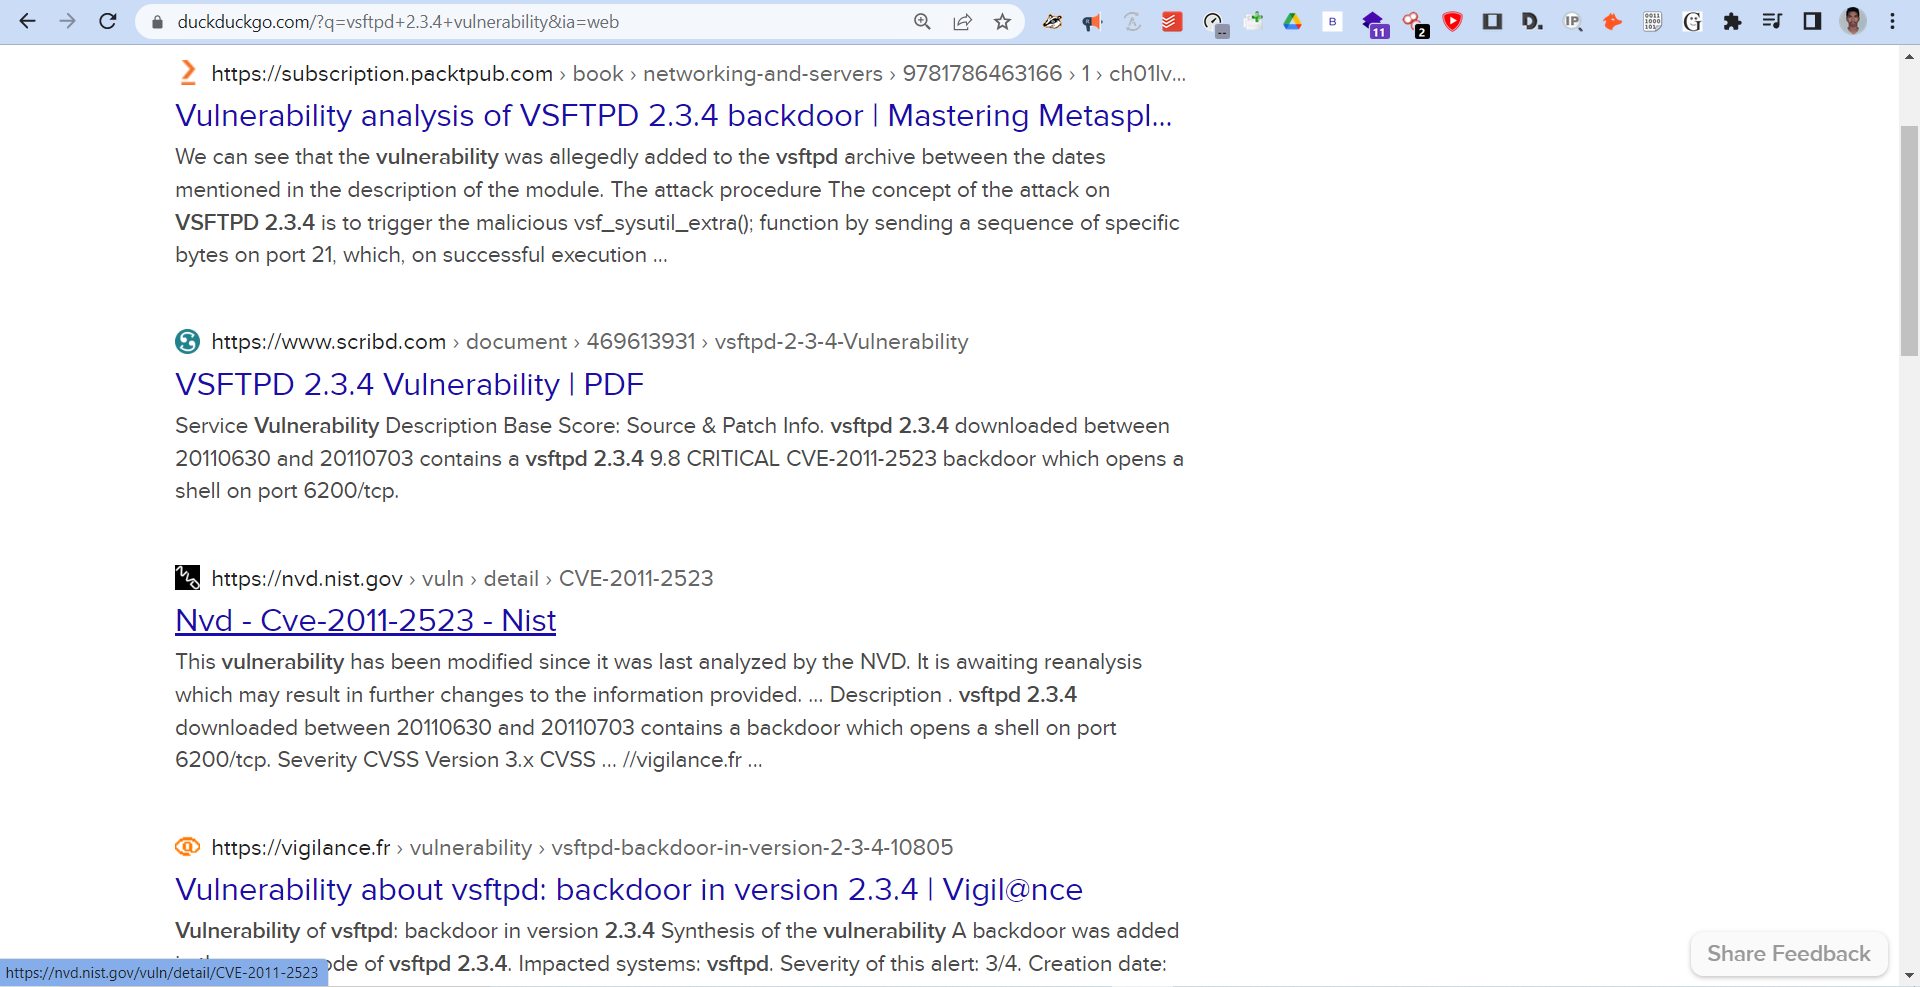 duckduckgo.com/?q=vsftpd+2.3.4+vulnerability&ia=web
11
2
https://subscription.packtpub.com › book › networking-and-servers › 9781786463166 › 1 › ch01lv...
Vulnerability analysis of VSFTPD 2.3.4 backdoor | Mastering Metaspl...
We can see that the vulnerability was allegedly added to the vsftpd archive between the dates
mentioned in the description of the module. The attack procedure The concept of the attack on
VSFTPD 2.3.4 is to trigger the malicious vsf_sysutil_extra(); function by sending a sequence of specific
bytes on port 21, which, on successful execution ...
https://www.scribd.com › document › 469613931 › vsftpd-2-3-4-Vulnerability
VSFTPD 2.3.4 Vulnerability | PDF
Service Vulnerability Description Base Score: Source & Patch Info. vsftpd 2.3.4 downloaded between
20110630 and 20110703 contains a vsftpd 2.3.4 9.8 CRITICAL CVE-2011-2523 backdoor which opens a
shell on port 6200/tcp.
https://nvd.nist.gov › vuln › detail › CVE-2011-2523
Nvd - Cve-2011-2523 - Nist
This vulnerability has been modified since it was last analyzed by the NVD. It is awaiting reanalysis
which may result in further changes to the information provided. ... Description . vsftpd 2.3.4
downloaded between 20110630 and 20110703 contains a backdoor which opens a shell on port
6200/tcp. Severity CVSS Version 3.x CVSS ... //vigilance.fr ...
https://vigilance.fr › vulnerability › vsftpd-backdoor-in-version-2-3-4-10805
Vulnerability about vsftpd: backdoor in version 2.3.4 | Vigil@nce
Vulnerability of vsftpd: backdoor in version 2.3.4 Synthesis of the vulnerability A backdoor was added
de of vsftpd 2.3.4. Impacted systems: vsftpd. Severity of this alert: 3/4. Creation date:
Share Feedback
https://nvd.nist.gov/vuln/detail/CVE-2011-2523